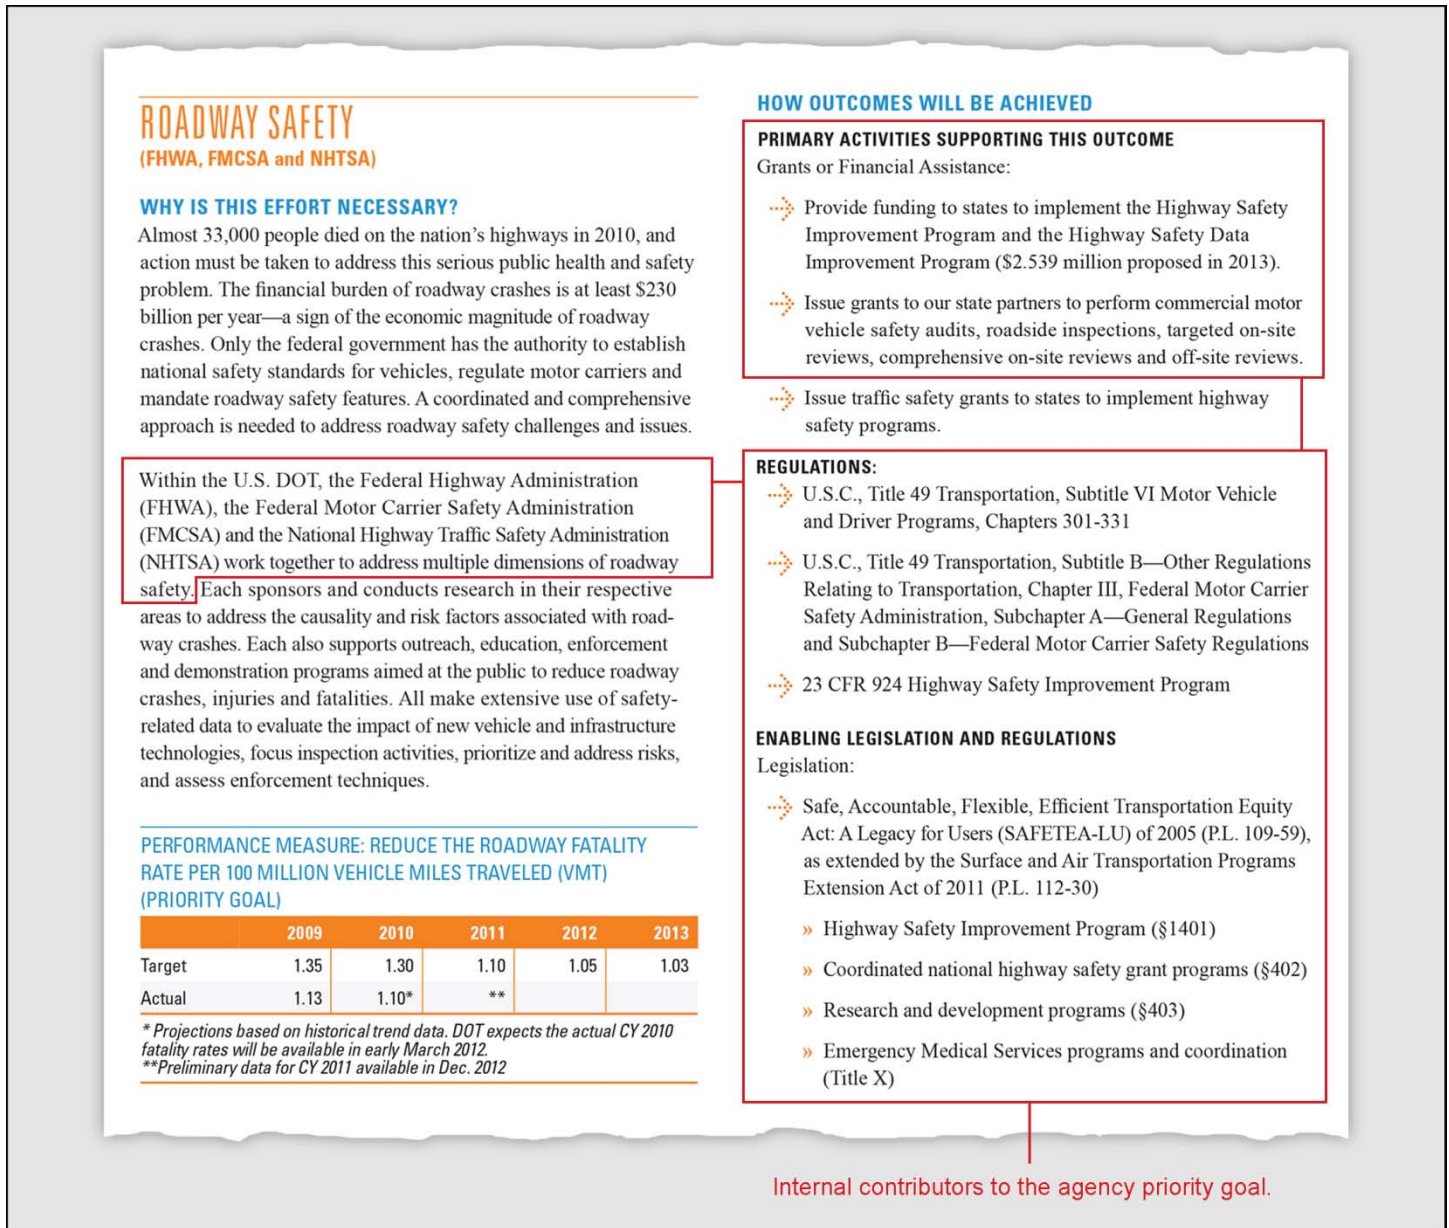 ROADWAY SAFETY
(FHWA, FMCSA and NHTSA)
WHY IS THIS EFFORT NECESSARY?
Almost 33,000 people died on the nation’s highways in 2010, and
action must be taken to address this serious public health and safety
problem. The financial burden of roadway crashes is at least $230
billion per year—a sign of the economic magnitude of roadway
crashes. Only the federal government has the authority to establish
national safety standards for vehicles, regulate motor carriers and
mandate roadway safety features. A coordinated and comprehensive
approach is needed to address roadway safety challenges and issues.
Within the U.S. DOT, the Federal Highway Administration
(FHWA), the Federal Motor Carrier Safety Administration
(FMCSA) and the National Highway Traffic Safety Administration
(NHTSA) work together to address multiple dimensions of roadway
safety. Each sponsors and conducts research in their respective
areas to address the causality and risk factors associated with road-
way crashes. Each also supports outreach, education, enforcement
and demonstration programs aimed at the public to reduce roadway
crashes, injuries and fatalities. All make extensive use of safety-
related data to evaluate the impact of new vehicle and infrastructure
technologies, focus inspection activities, prioritize and address risks,
and assess enforcement techniques.
PERFORMANCE MEASURE: REDUCE THE ROADWAY FATALITY
RATE PER 100 MILLION VEHICLE MILES TRAVELED (VMT)
(PRIORITY GOAL)
2009 2010 2011 2012 2013
Target 1.35 1.30 1.10 1.05 1.03
Actual 1.13 1.10* **
* Projections based on historical trend data. DOT expects the actual CY 2010
fatality rates will be available in early March 2012.
**Preliminary data for CY 2011 available in Dec. 2012
HOW OUTCOMES WILL BE ACHIEVED
PRIMARY ACTIVITIES SUPPORTING THIS OUTCOME
Grants or Financial Assistance:
Provide funding to states to implement the Highway Safety
Improvement Program and the Highway Safety Data
Improvement Program ($2.539 million proposed in 2013).
Issue grants to our state partners to perform commercial motor
vehicle safety audits, roadside inspections, targeted on-site
reviews, comprehensive on-site reviews and off-site reviews.
Issue traffic safety grants to states to implement highway
safety programs.
REGULATIONS:
U.S.C., Title 49 Transportation, Subtitle VI Motor Vehicle
and Driver Programs, Chapters 301-331
U.S.C., Title 49 Transportation, Subtitle B—Other Regulations
Relating to Transportation, Chapter III, Federal Motor Carrier
Safety Administration, Subchapter A—General Regulations
and Subchapter B—Federal Motor Carrier Safety Regulations
23 CFR 924 Highway Safety Improvement Program
ENABLING LEGISLATION AND REGULATIONS
Legislation:
Safe, Accountable, Flexible, Efficient Transportation Equity
Act: A Legacy for Users (SAFETEA-LU) of 2005 (P.L. 109-59),
as extended by the Surface and Air Transportation Programs
Extension Act of 2011 (P.L. 112-30)
» Highway Safety Improvement Program (§1401)
» Coordinated national highway safety grant programs (§402)
» Research and development programs (§403)
» Emergency Medical Services programs and coordination
(Title X)
Internal contributors to the agency priority goal.